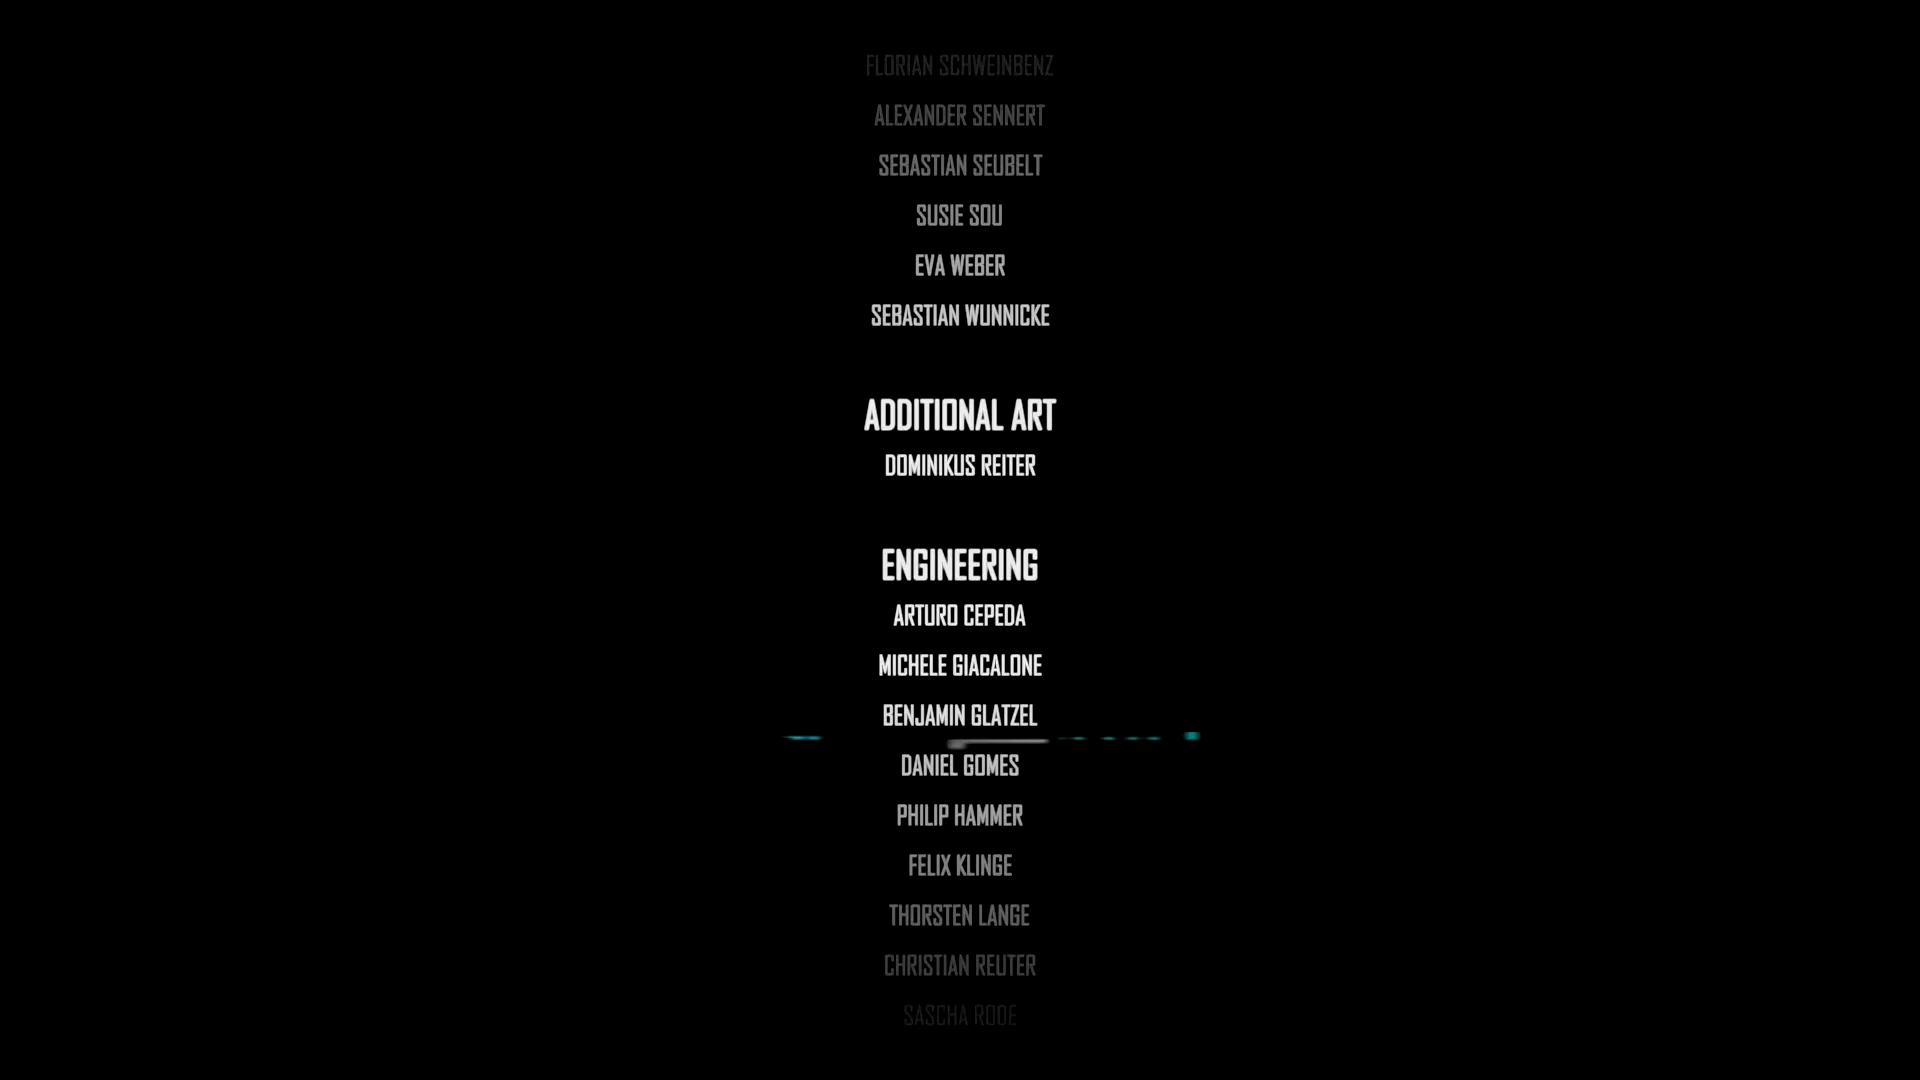 FLORIAN SCHWEINBENZ
ALEXANDER SENNERT
SEBASTIAN SEUBELT
SUSIE SOU
EVA WEBER
SEBASTIAN WUNNICKE
ADDITIONAL ART
DOMINIKUS REITER
ENGINEERING
ARTURO CEPEDA
MICHELE GIACALONE
BENJAMIN GLATZEL
DANIEL GOMES
PHILIP HAMMER
FELIX KLINGE
THORSTEN LANGE
CHRISTIAN REUTER
SASCHA RODE